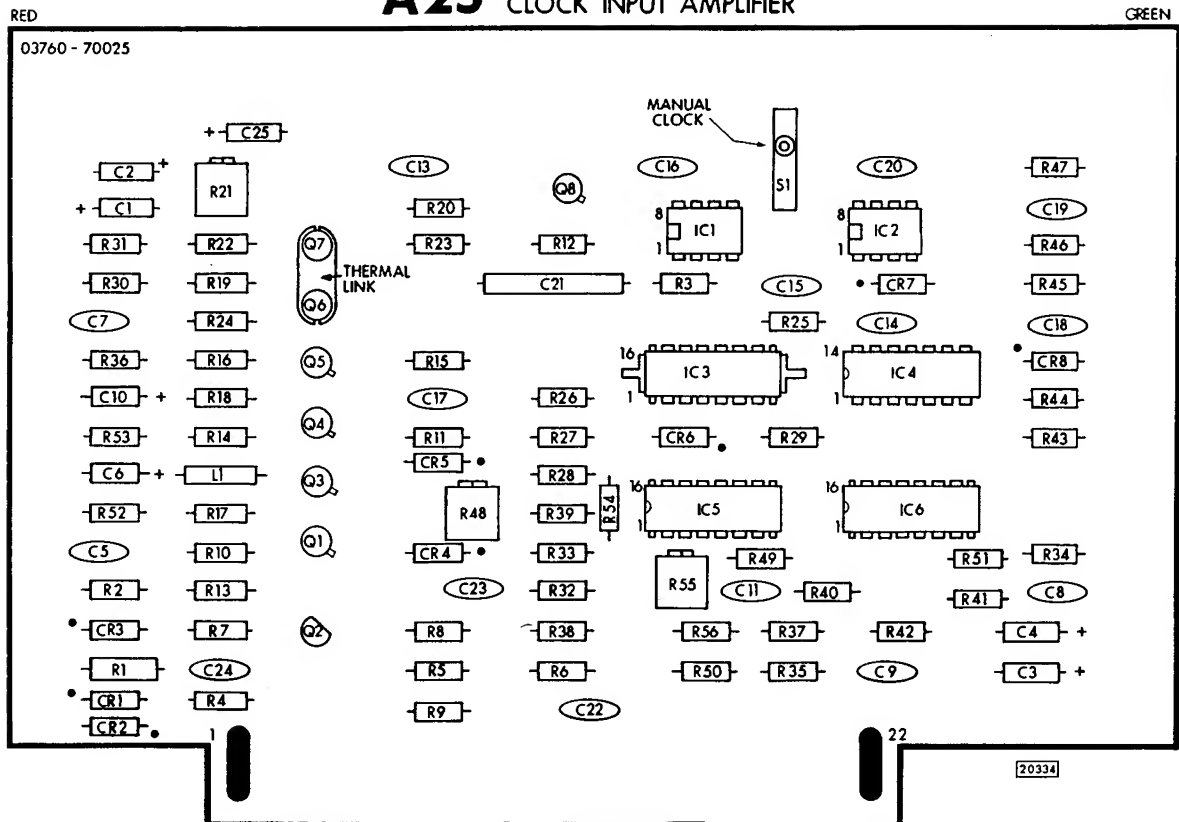 A25 CLOCK INPUT AMPLIFIER
RED
GREEN
03760 - 70025
MANUAL
CLOCK
+ C25
C2 +
R21
C13
Q8
C16
S1
C20
R47
+ C1
R20
8 IC1 1
8 IC2 1
C19
R31
R22
Q7
R23
R12
R46
THERMAL
LINK
R30
R19
Q6
C21
R3
C15
CR7
R45
C7
R24
R25
C14
C18
R36
R16
Q5
R15
16 IC3 1
14 IC4 1
CR8
C10 +
R18
C17
R26
R44
R53
R14
Q4
R11
R27
CR6
R29
R43
CR5
C6 +
L1
Q3
R28
R52
R17
R48
R39
R54
16 IC5 1
16 IC6 1
C5
R10
Q1
CR4
R33
R49
R51
R34
R2
R13
C23
R32
R55
C11
R40
R41
C8
CR3
R7
Q2
R8
R38
R56
R37
R42
C4 +
R1
C24
R5
R6
R50
R35
C9
C3 +
CR1
R4
R9
C22
CR2
1
22
20334